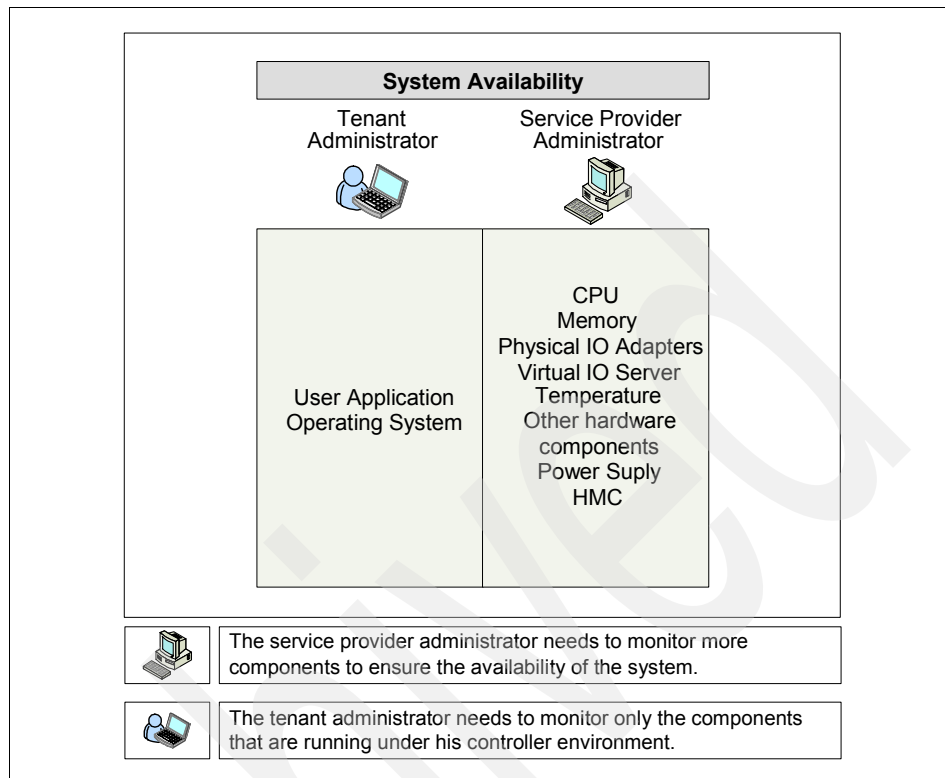 System Availability
Tenant
Administrator
Service Provider
Administrator
User Application
Operating System
CPU
Memory
Physical IO Adapters
Virtual IO Server
Temperature
Other hardware
components
Power Suply
HMC
The service provider administrator needs to monitor more
components to ensure the availability of the system.
The tenant administrator needs to monitor only the components
that are running under his controller environment.
hived